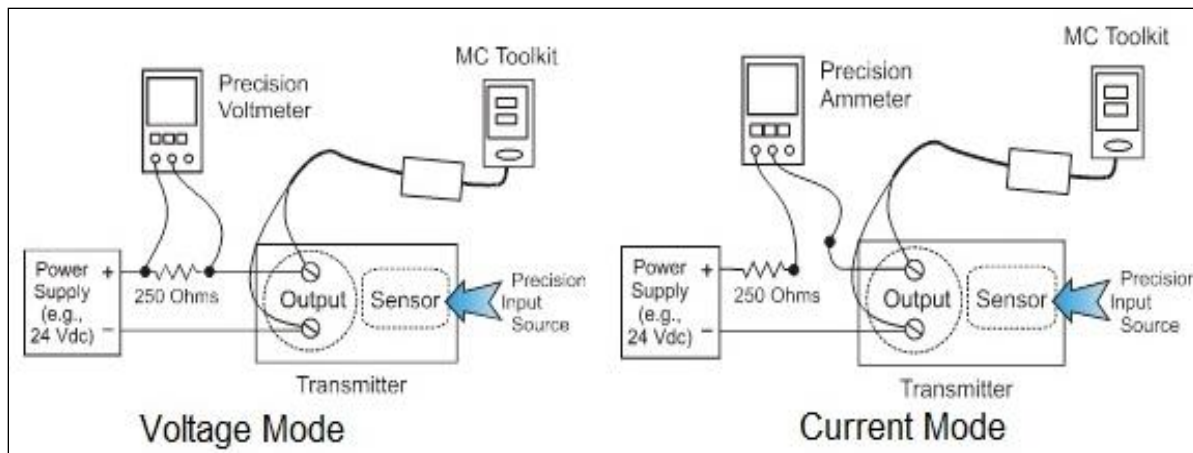 MC Toolkit
Precision
Voltmeter
Power
Supply
(e.g.,
24 Vdc)
+
–
250 Ohms
Output
Sensor
Precision
Input
Source
Transmitter
Voltage Mode
MC Toolkit
Precision
Ammeter
Power
Supply
(e.g.,
24 Vdc)
+
–
250 Ohms
Output
Sensor
Precision
Input
Source
Transmitter
Current Mode